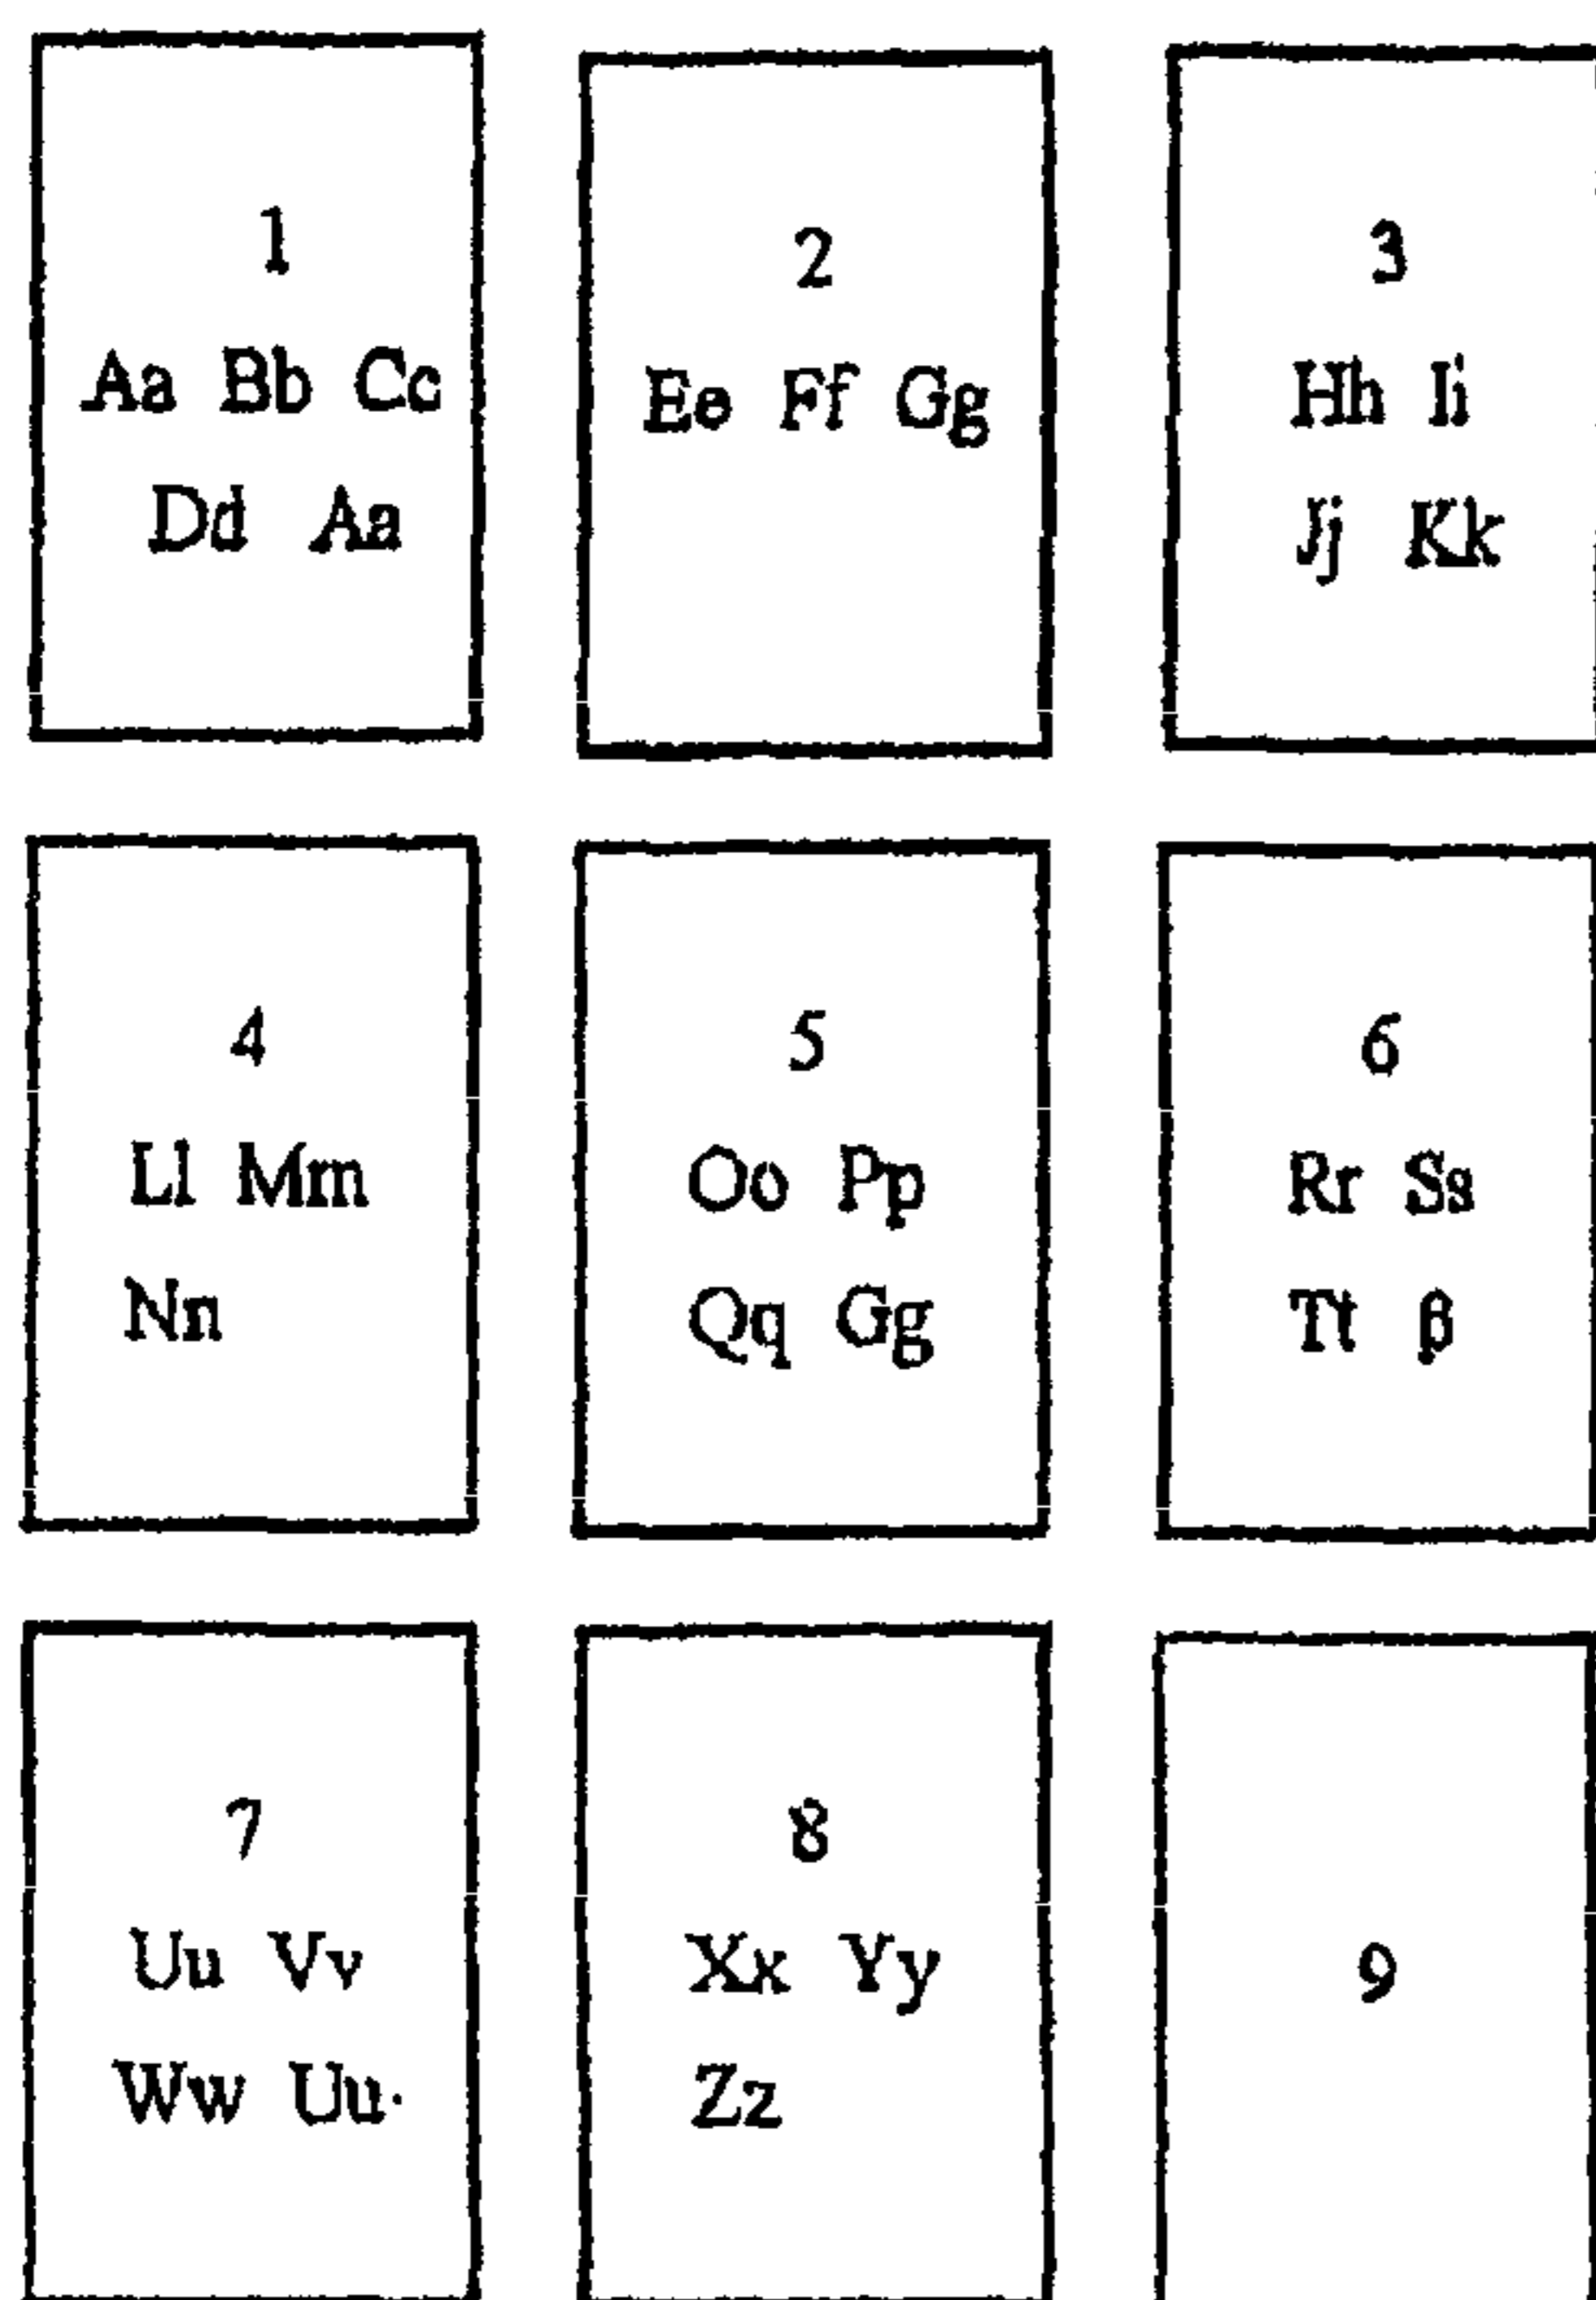 1
Aa Bb Cc
Dd Aa
2
Ee Ff Gg
3
Hh Ii
Jj Kk
4
Ll Mm
Nn
5
Oo Pp
Qq Gg
6
Rr Ss
Tt β
7
Uu Vv
Ww Uu
8
Xx Yy
Zz
9